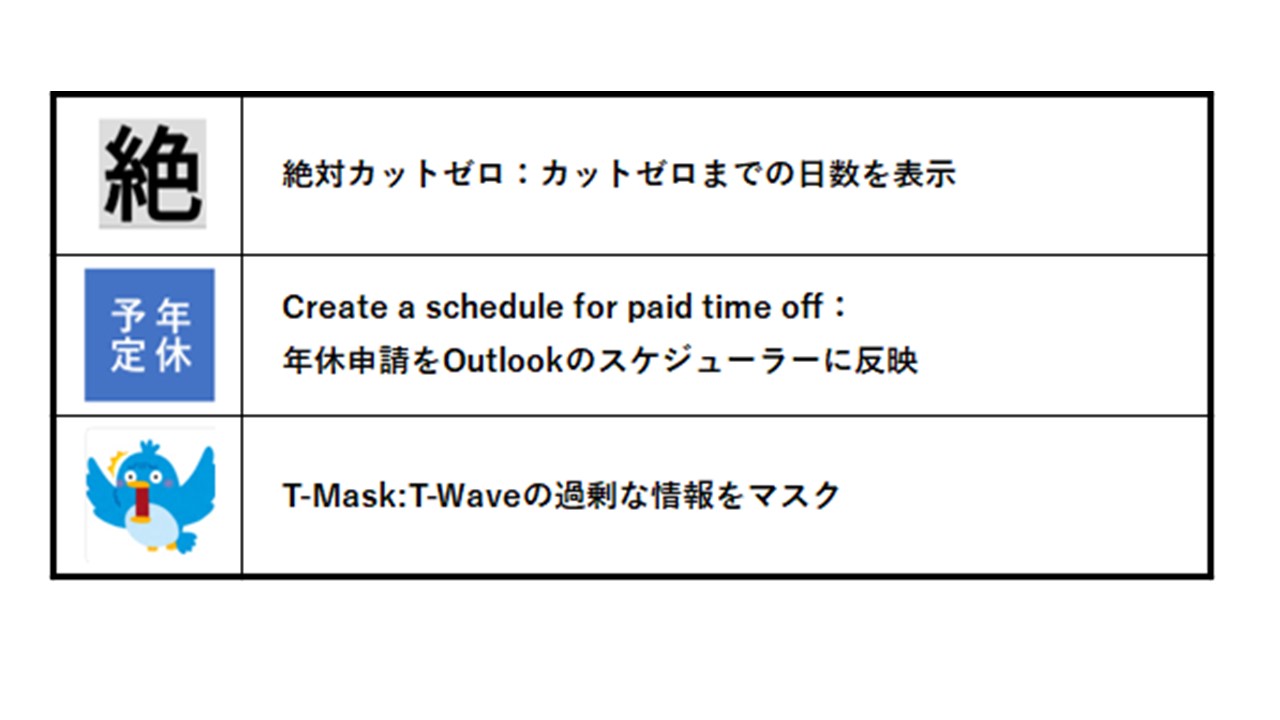 絶
絶対カットゼロ：カットゼロまでの日数を表示
予年
定休
Create a schedule for paid time off：
年休申請をOutlookのスケジューラーに反映
T-Mask:T-Waveの過剰な情報をマスク